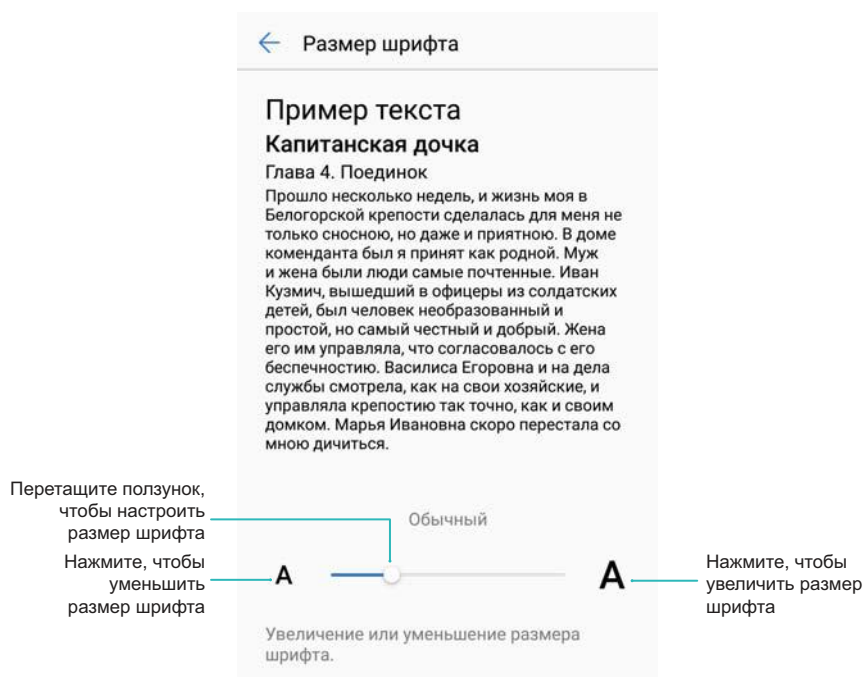 Размер шрифта
Пример текста
Капитанская дочка
Глава 4. Поединок
Прошло несколько недель, и жизнь моя в
Белогорской крепости сделалась для меня не
только сносною, но даже и приятною. В доме
коменданта был я принят как родной. Муж
и жена были люди самые почтенные. Иван
Кузмич, вышедший в офицеры из солдатских
детей, был человек необразованный и
простой, но самый честный и добрый. Жена
его им управляла, что согласовалось с его
беспечностию. Василиса Егоровна и на дела
службы смотрела, как на свои хозяйские, и
управляла крепостию так точно, как и своим
домком. Марья Ивановна скоро перестала со
мною дичиться.
Перетащите ползунок,
чтобы настроить
размер шрифта
Обычный
Нажмите, чтобы
уменьшить
размер шрифта
A
A
Нажмите, чтобы
увеличить размер
шрифта
Увеличение или уменьшение размера
шрифта.